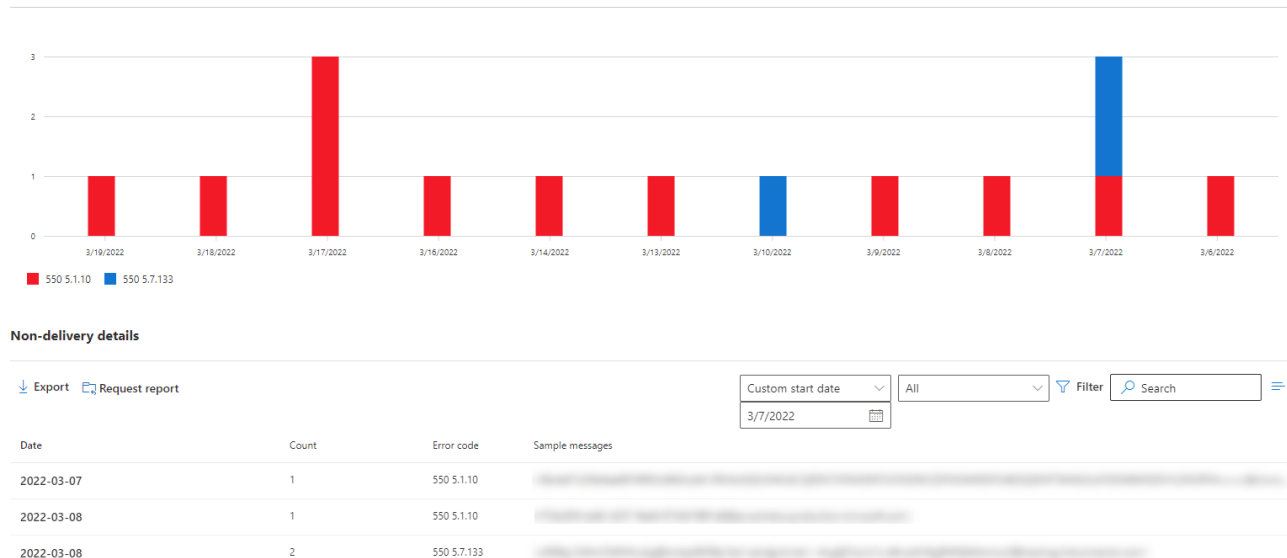 3
2
1
0
3/19/2022 3/18/2022 3/17/2022 3/16/2022 3/14/2022 3/13/2022 3/10/2022 3/9/2022 3/8/2022 3/7/2022 3/6/2022
550 5.1.10 550 5.7.133
Non-delivery details
Export Request report Custom start date All Filter Search
3/7/2022
Date Count Error code Sample messages
2022-03-07 1 550 5.1.10
2022-03-08 1 550 5.1.10
2022-03-08 2 550 5.7.133